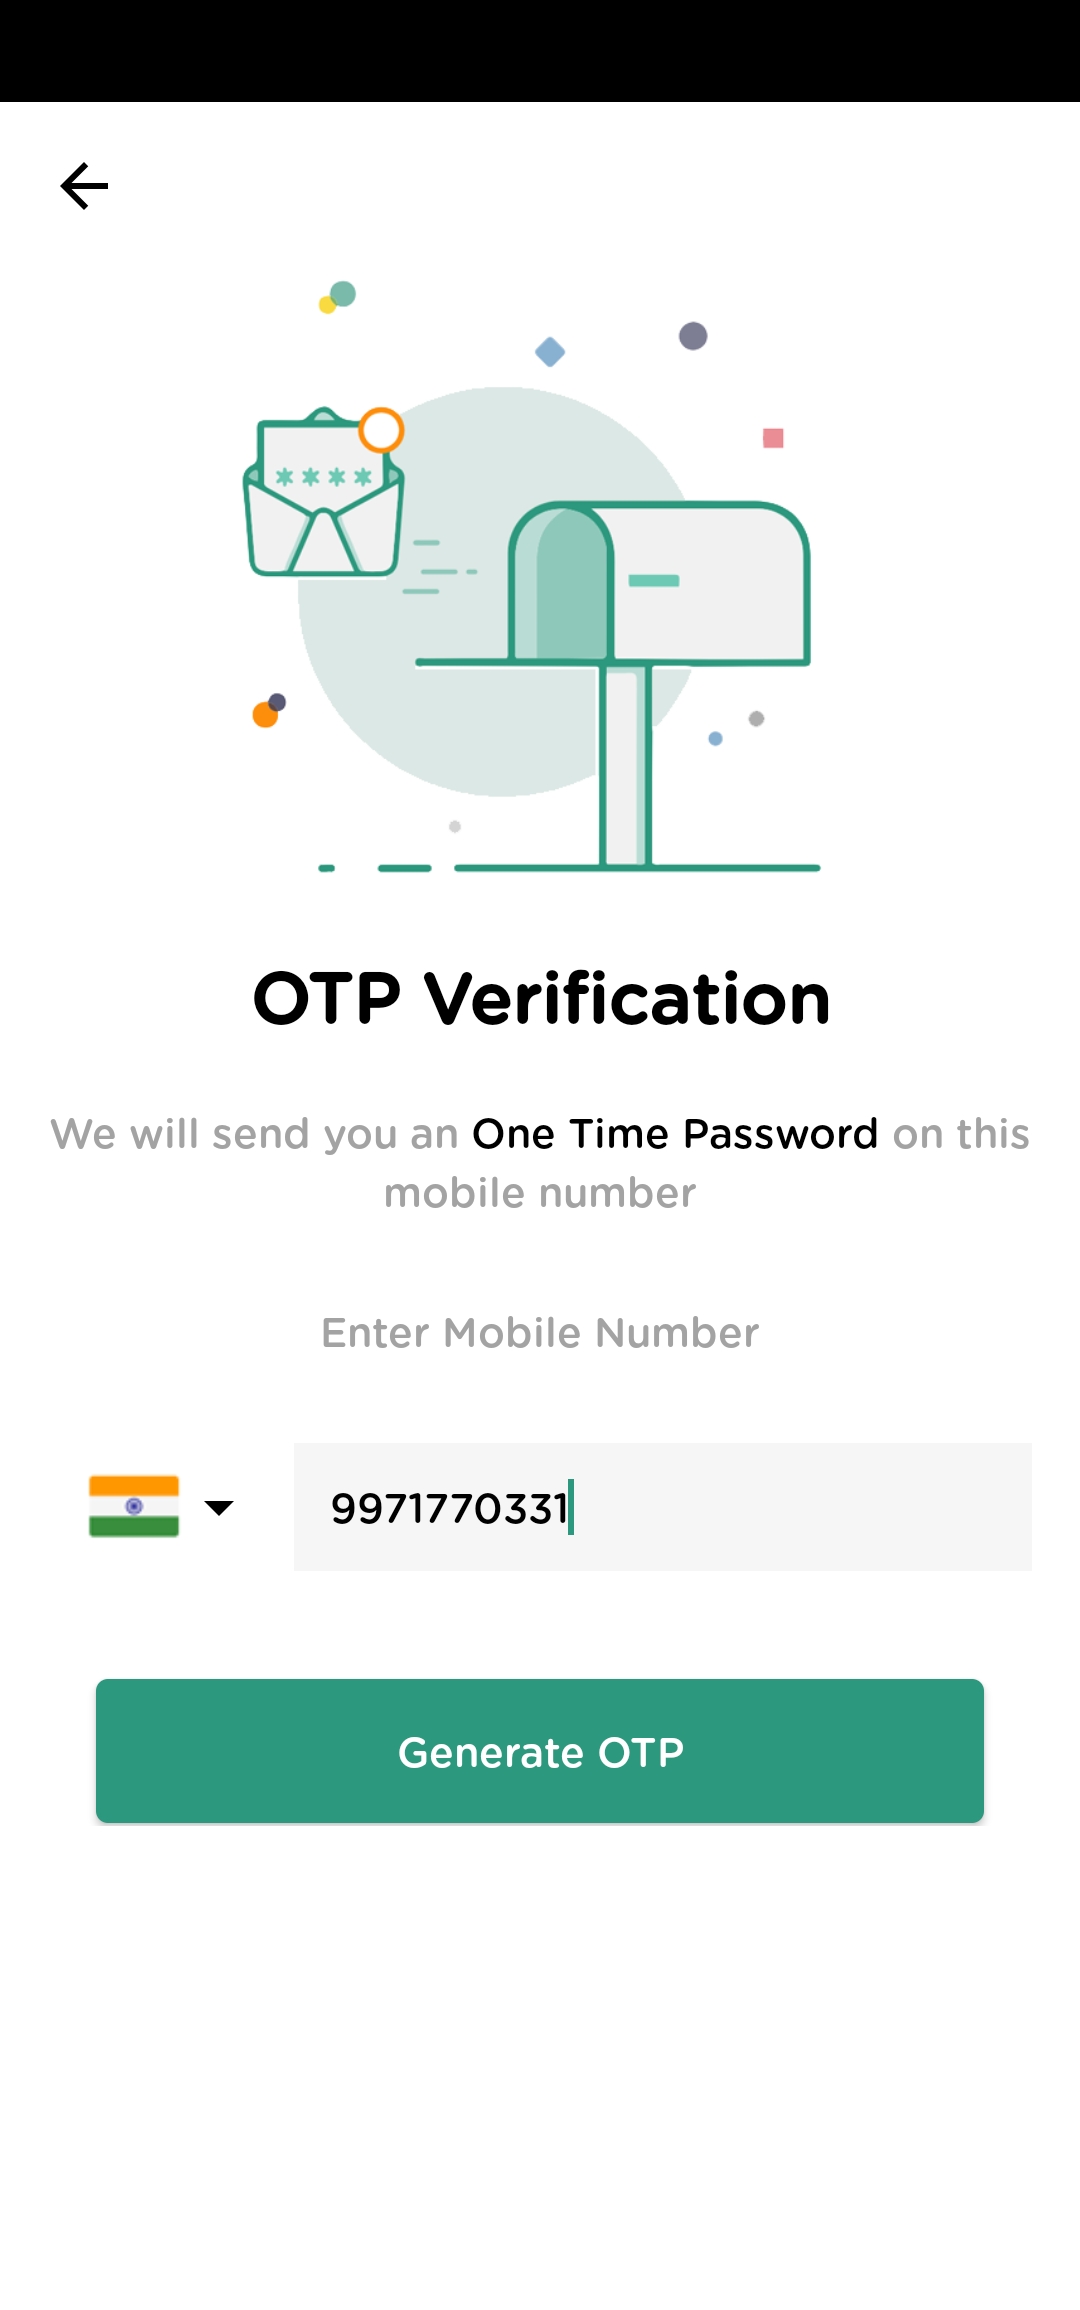 OTP Verification
We will send you an One Time Password on this
mobile number
Enter Mobile Number
9971770331
Generate OTP